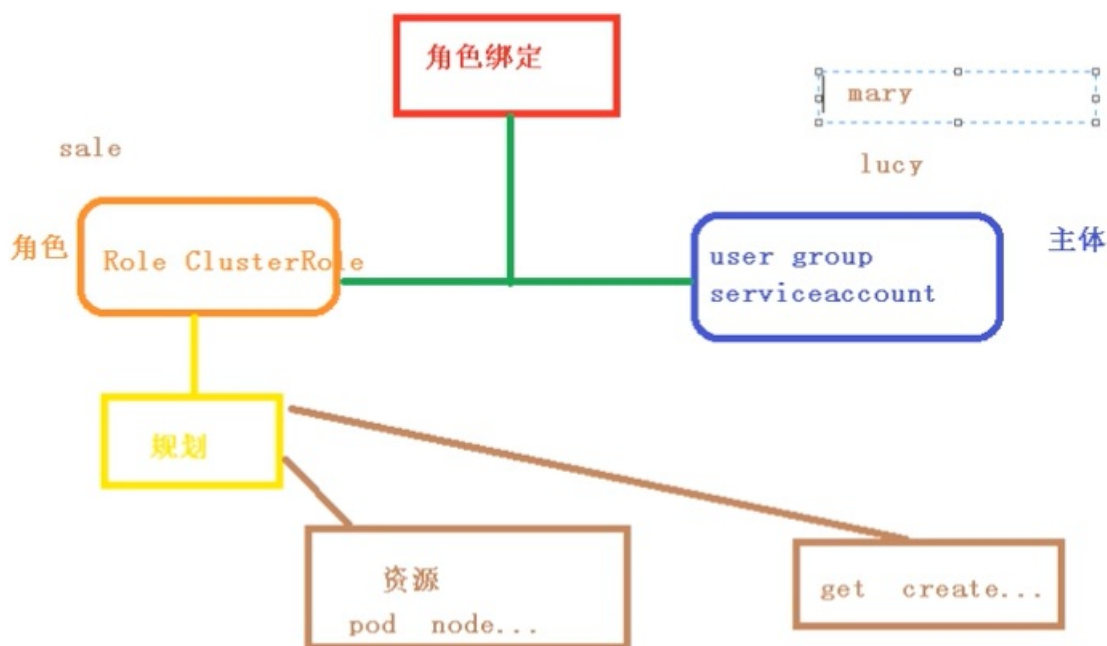 角色绑定
mary
sale
lucy
角色
Role ClusterRole
user group
serviceaccount
主体
规划
资源
pod node...
get create...